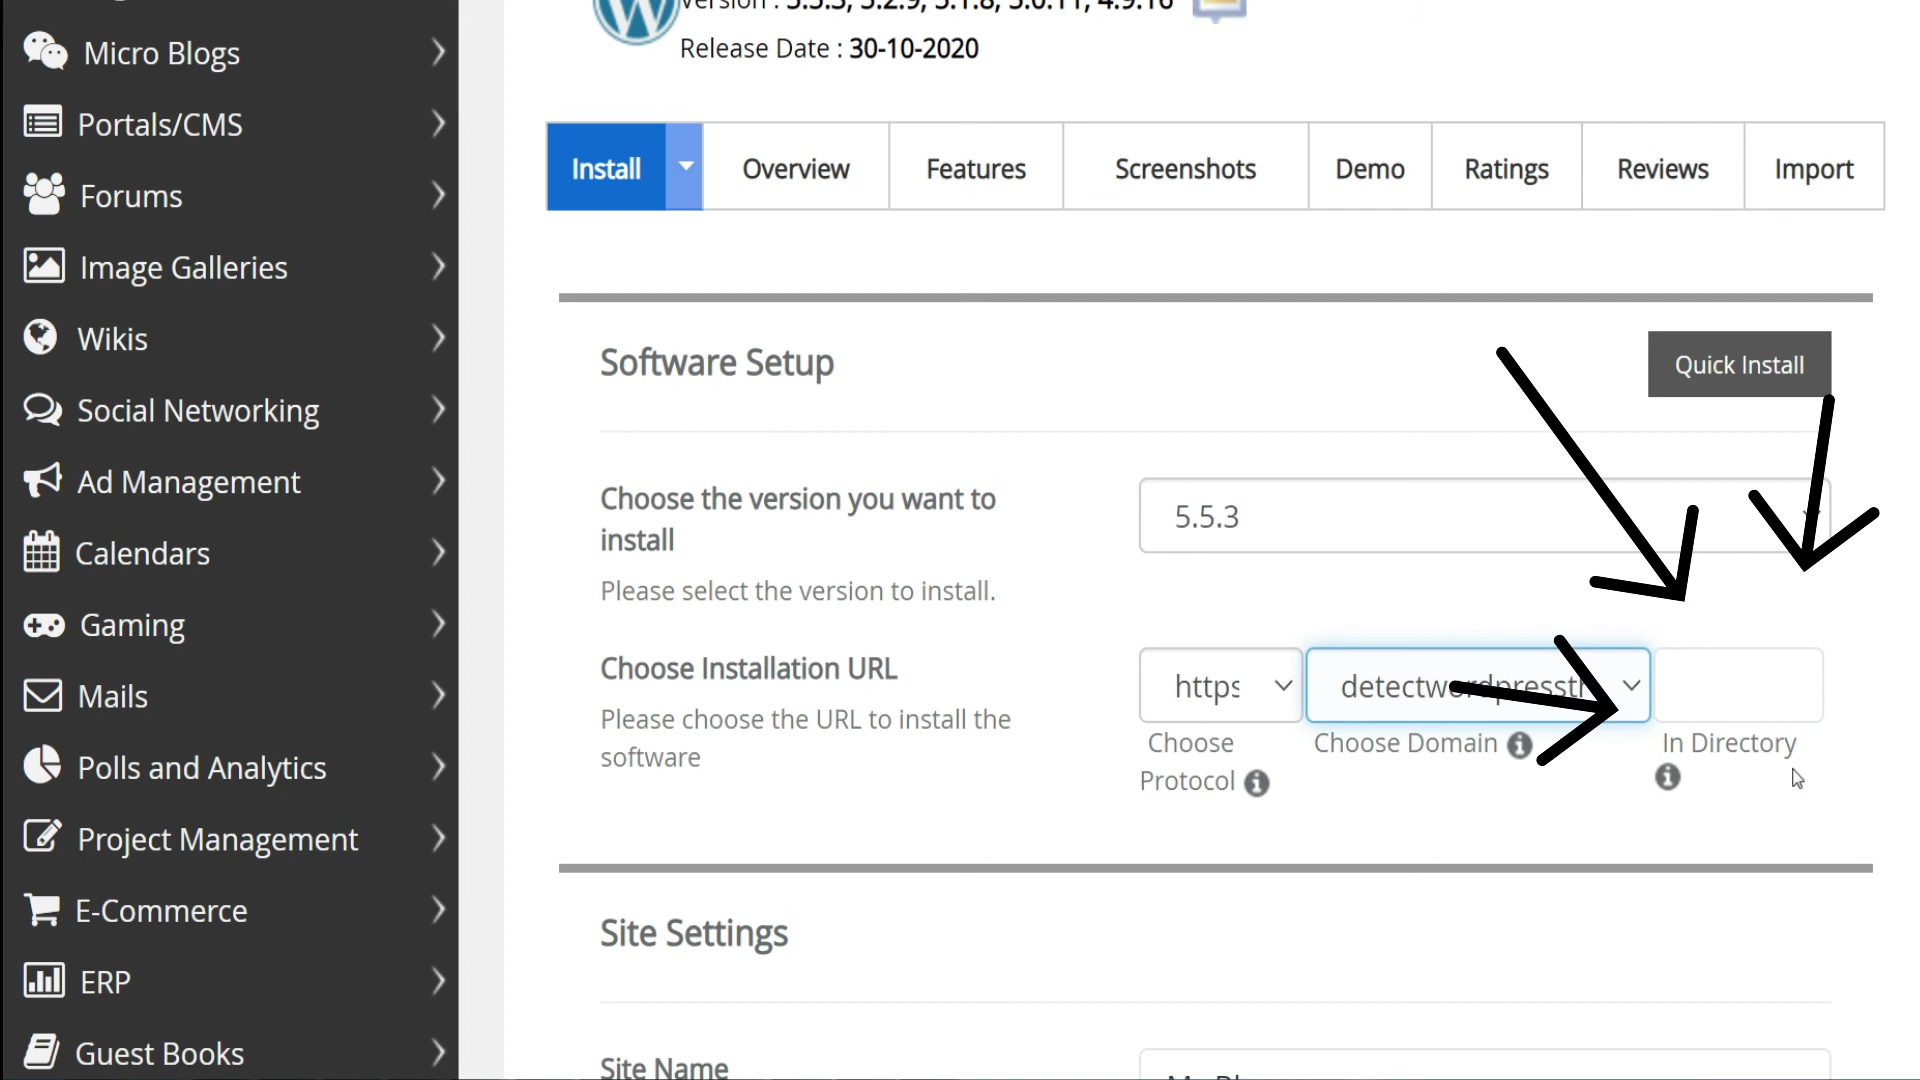 Micro Blogs
Portals/CMS
Forums
Image Galleries
Wikis
Social Networking
Ad Management
Calendars
Gaming
Mails
Polls and Analytics
Project Management
E-Commerce
ERP
Guest Books
Version : 5.5.3, 5.2.9, 5.1.8, 5.0.11, 4.9.16
Release Date : 30-10-2020
Install Overview Features Screenshots Demo Ratings Reviews Import
Software Setup
Quick Install
Choose the version you want to
install
5.5.3
Please select the version to install.
Choose Installation URL
https
Please choose the URL to install the
software
Choose
Protocol
Choose Domain
In Directory
Site Settings
Site Name